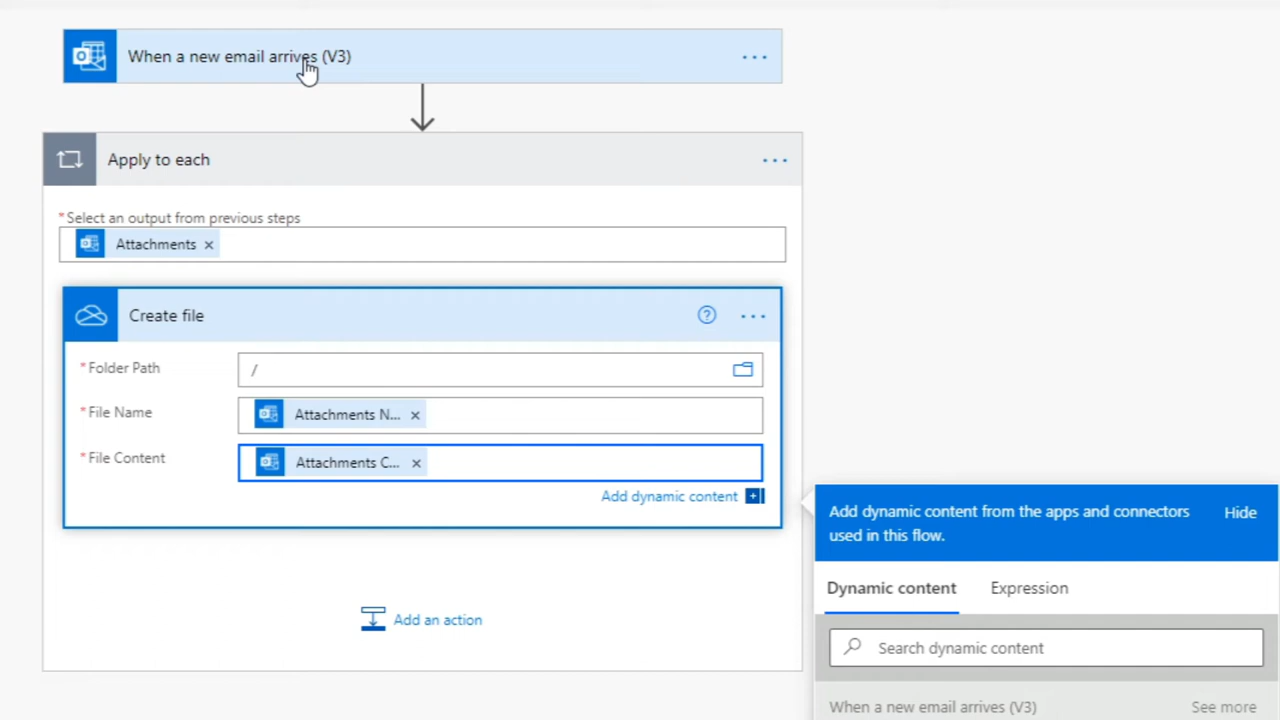 When a new email arrives (V3)
Apply to each
*Select an output from previous steps
Attachments ×
Create file
*Folder Path
/
*File Name
Attachments N... ×
*File Content
Attachments C... ×
Add dynamic content
Add an action
Add dynamic content from the apps and connectors
used in this flow.
Hide
Dynamic content
Expression
Search dynamic content
When a new email arrives (V3)
See more